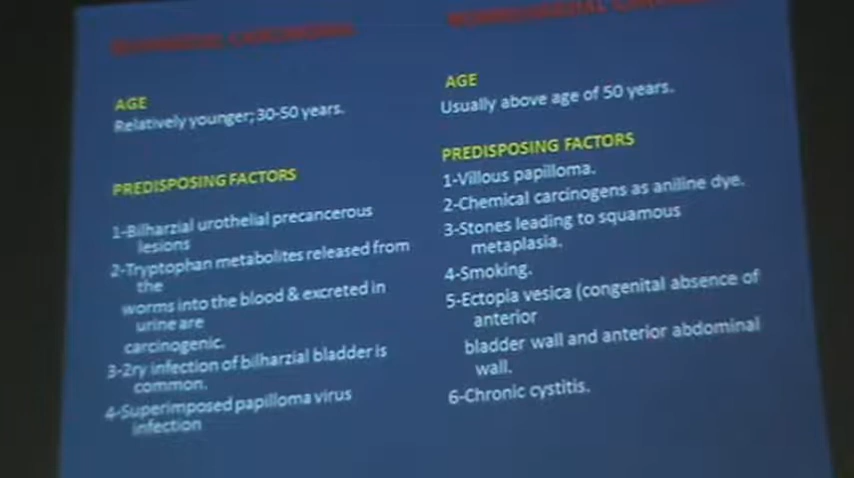 BILHARZIAL CARCINOMA
AGE
Relatively younger; 30-50 years.
PREDISPOSING FACTORS
1-Bilharzial urothelial precancerous
lesions
2-Tryptophan metabolites released from
the
worms into the blood & excreted in
urine are
carcinogenic.
3-2ry infection of bilharzial bladder is
common.
4-Superimposed papilloma virus
infection
AGE
Usually above age of 50 years.
PREDISPOSING FACTORS
1-Villous papilloma.
2-Chemical carcinogens as aniline dye.
3-Stones leading to squamous
metaplasia.
4-Smoking.
5-Ectopia vesica (congenital absence of
anterior
bladder wall and anterior abdominal
wall.
6-Chronic cystitis.